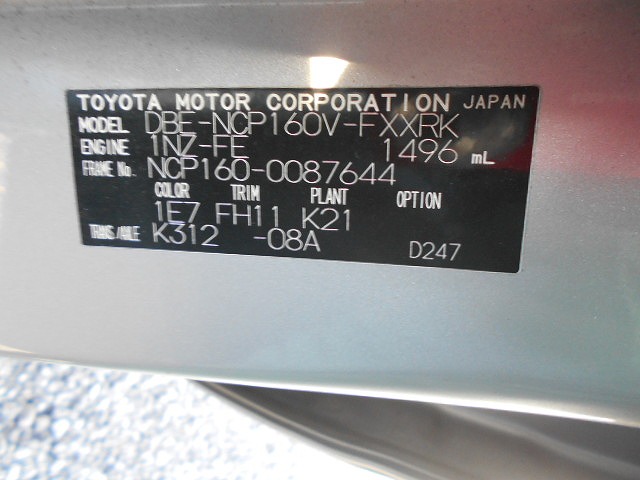 TOYOTA MOTOR CORPORATION JAPAN
MODEL DBE-NCP160V-FXXRK
ENGINE 1NZ-FE 1496 mL
FRAME No. NCP160-0087644
COLOR TRIM PLANT OPTION
1E7 FH11 K21
TRANS/AXLE K312 -08A D247